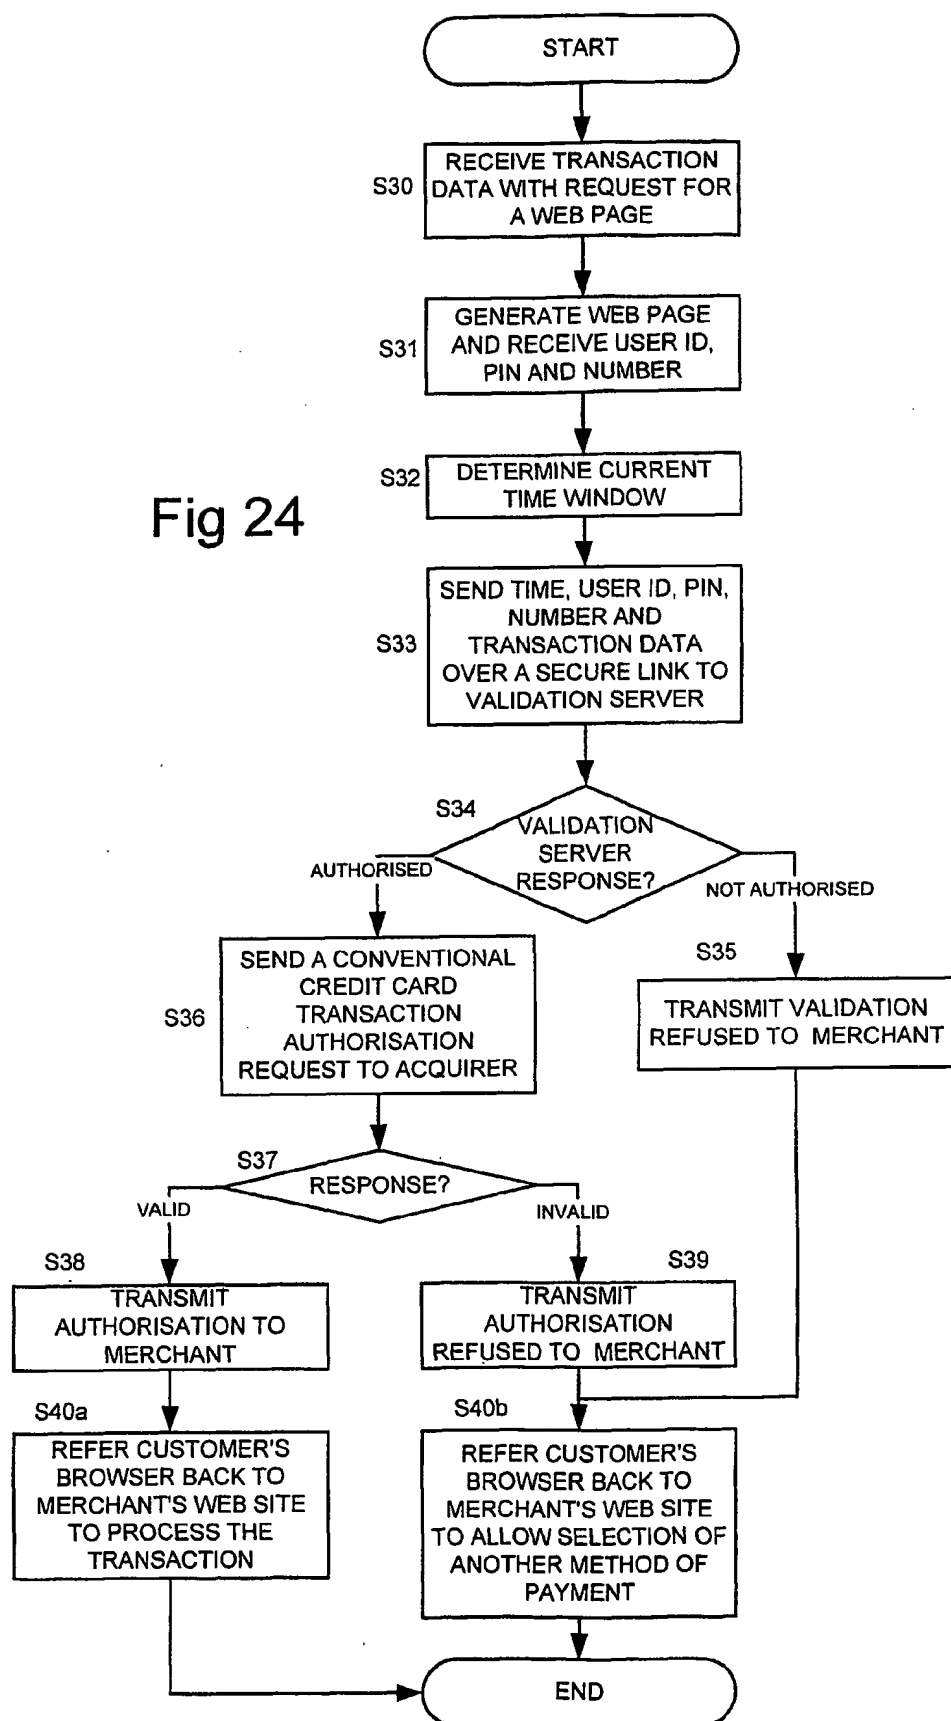 START
S30
RECEIVE TRANSACTION
DATA WITH REQUEST FOR
A WEB PAGE
S31
GENERATE WEB PAGE
AND RECEIVE USER ID,
PIN AND NUMBER
S32
DETERMINE CURRENT
TIME WINDOW
Fig 24
S33
SEND TIME, USER ID, PIN,
NUMBER AND
TRANSACTION DATA
OVER A SECURE LINK TO
VALIDATION SERVER
S34
VALIDATION
SERVER
RESPONSE?
AUTHORISED
NOT AUTHORISED
S36
SEND A CONVENTIONAL
CREDIT CARD
TRANSACTION
AUTHORISATION
REQUEST TO ACQUIRER
S35
TRANSMIT VALIDATION
REFUSED TO MERCHANT
S37
RESPONSE?
VALID
INVALID
S38
TRANSMIT
AUTHORISATION TO
MERCHANT
S39
TRANSMIT
AUTHORISATION
REFUSED TO MERCHANT
S40a
REFER CUSTOMER'S
BROWSER BACK TO
MERCHANT'S WEB SITE
TO PROCESS THE
TRANSACTION
S40b
REFER CUSTOMER'S
BROWSER BACK TO
MERCHANT'S WEB SITE
TO ALLOW SELECTION OF
ANOTHER METHOD OF
PAYMENT
END